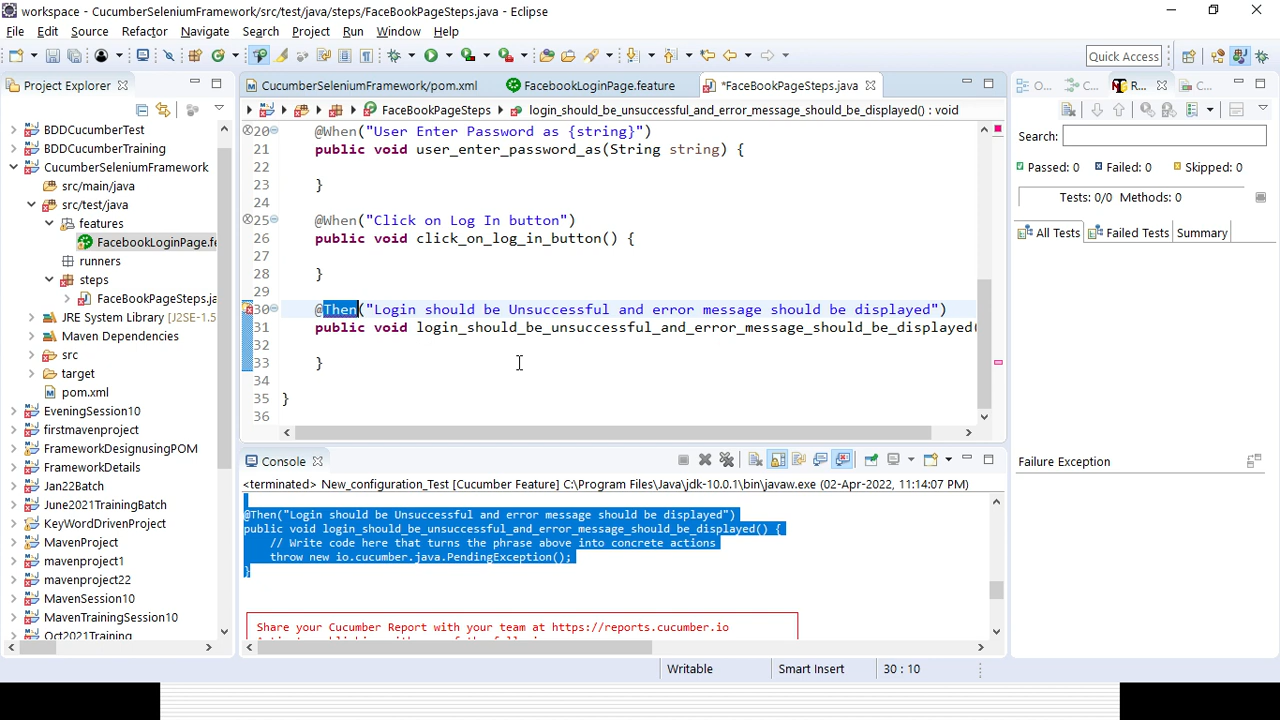 workspace - CucumberSeleniumFramework/src/test/java/steps/FaceBookPageSteps.java - Eclipse
File Edit Source Refactor Navigate Search Project Run Window Help
Quick Access
Project Explorer
CucumberSeleniumFramework/pom.xml
FacebookLoginPage.feature
*FaceBookPageSteps.java
O...
C...
R...
C...
FaceBookPageSteps
login_should_be_unsuccessful_and_error_message_should_be_displayed() : void
BDDCucumberTest
BDDCucumberTraining
CucumberSeleniumFramework
src/main/java
src/test/java
features
FacebookLoginPage.fe
runners
steps
FaceBookPageSteps.ja
JRE System Library [J2SE-1.5
Maven Dependencies
src
target
pom.xml
EveningSession10
firstmavenproject
FrameworkDesignusingPOM
FrameworkDetails
Jan22Batch
June2021TrainingBatch
KeyWordDrivenProject
MavenProject
mavenproject1
mavenproject22
MavenSession10
MavenTrainingSession10
Oct2021Training
20 @When("User Enter Password as {string}")
21 public void user_enter_password_as(String string) {
22
23 }
24
25 @When("Click on Log In button")
26 public void click_on_log_in_button() {
27
28 }
29
30 @Then("Login should be Unsuccessful and error message should be displayed")
31 public void login_should_be_unsuccessful_and_error_message_should_be_displayed(
32
33 }
34
35 }
36
Search:
Passed: 0 Failed: 0 Skipped: 0
Tests: 0/0 Methods: 0
All Tests Failed Tests Summary
Failure Exception
Console
<terminated> New_configuration_Test [Cucumber Feature] C:\Program Files\Java\jdk-10.0.1\bin\javaw.exe (02-Apr-2022, 11:14:07 PM)
@Then("Login should be Unsuccessful and error message should be displayed")
public void login_should_be_unsuccessful_and_error_message_should_be_displayed() {
// Write code here that turns the phrase above into concrete actions
throw new io.cucumber.java.PendingException();
}
Share your Cucumber Report with your team at https://reports.cucumber.io
Writable
Smart Insert
30 : 10